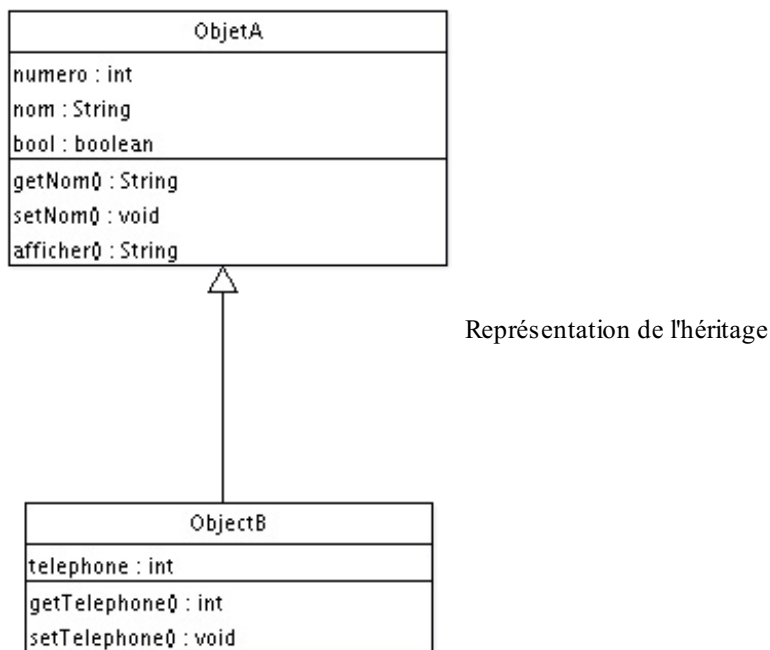 ObjetA
numero : int
nom : String
bool : boolean
getNom() : String
setNom() : void
afficher() : String
Représentation de l'héritage
ObjectB
telephone : int
getTelephone() : int
setTelephone() : void